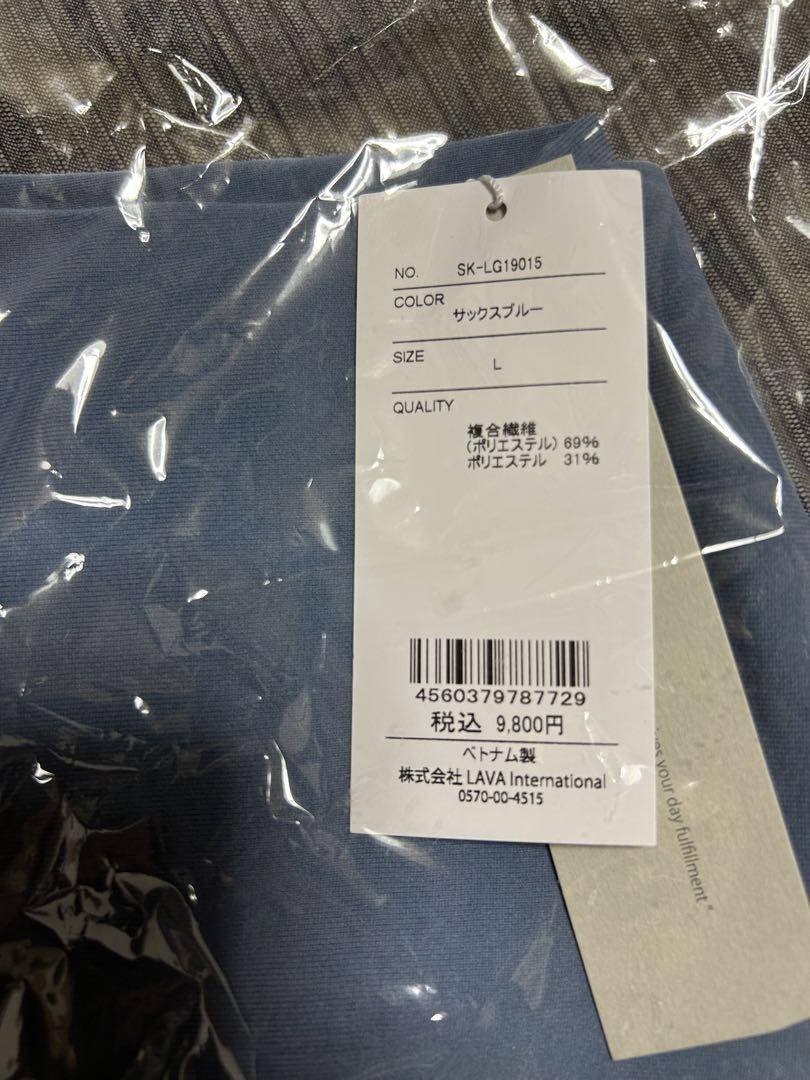 NO. SK-LG19015
COLOR サックスブルー
SIZE L
QUALITY
複合繊維
(ポリエステル) 69%
ポリエステル 31%
4560379787729
税込 9,800円
ベトナム製
株式会社 LAVA International
0570-00-4515
your day fulfillment"